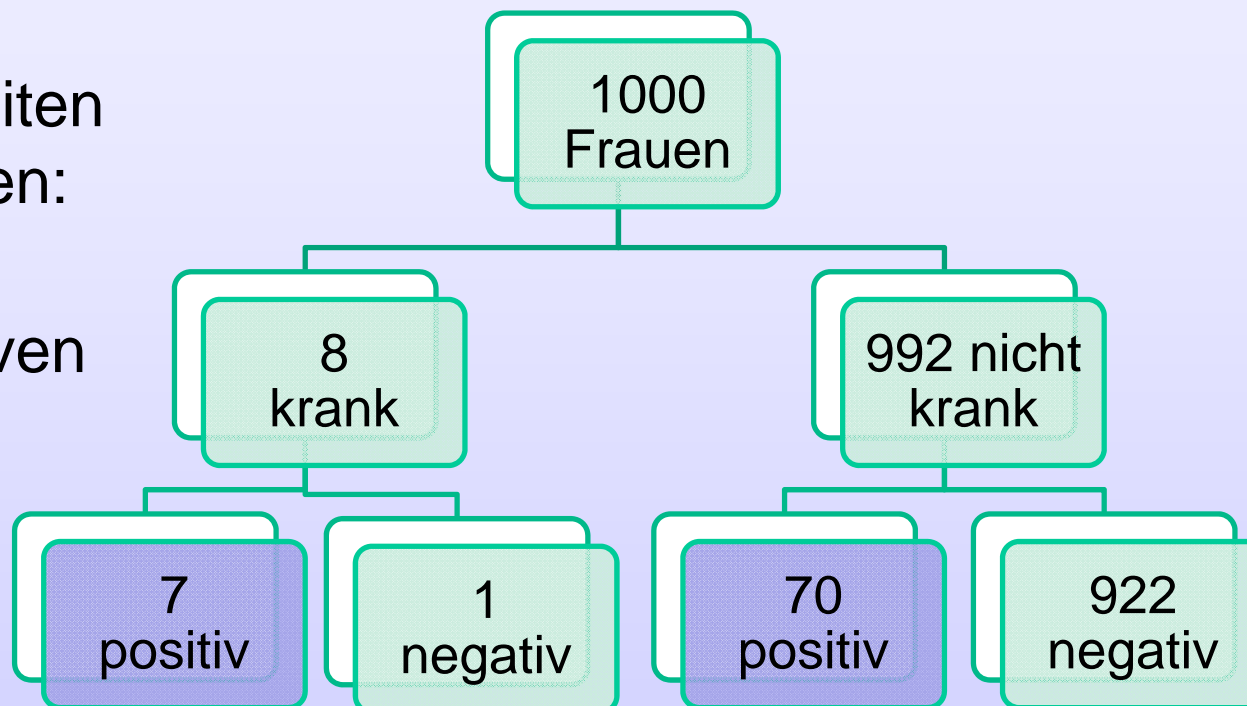 iten
en:
ven
1000
Frauen
8
krank
992 nicht
krank
7
positiv
1
negativ
70
positiv
922
negativ